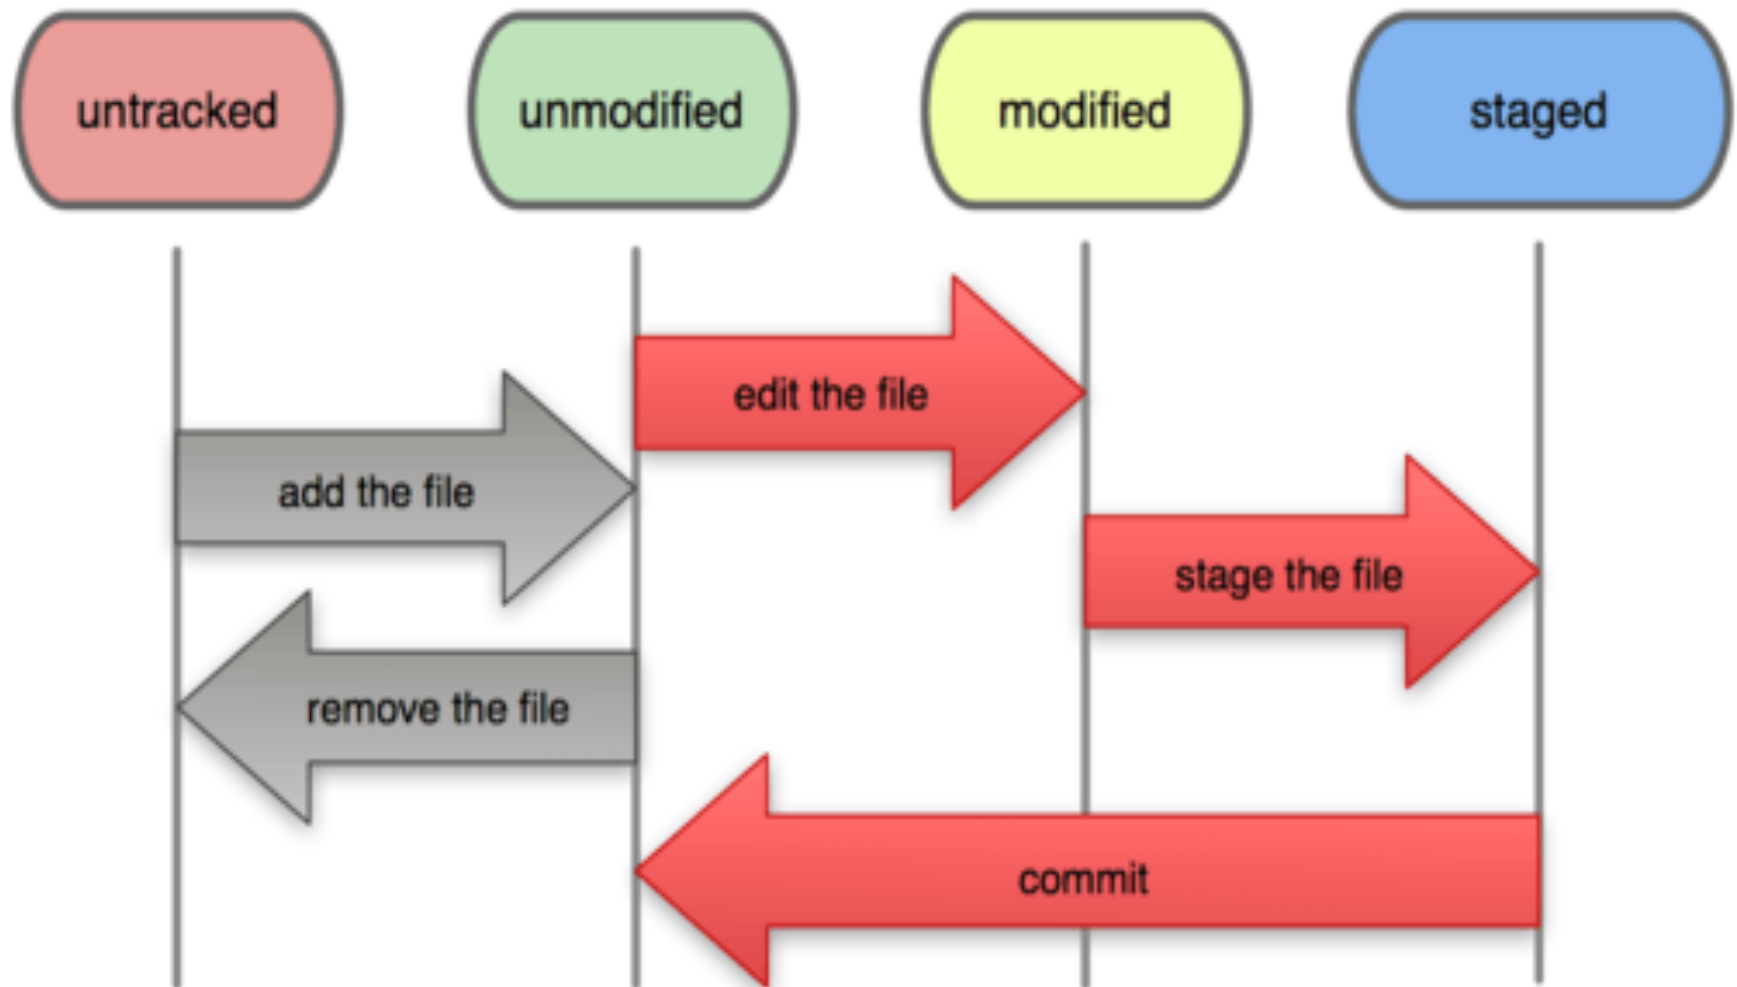 untracked
unmodified
modified
staged
edit the file
add the file
stage the file
remove the file
commit